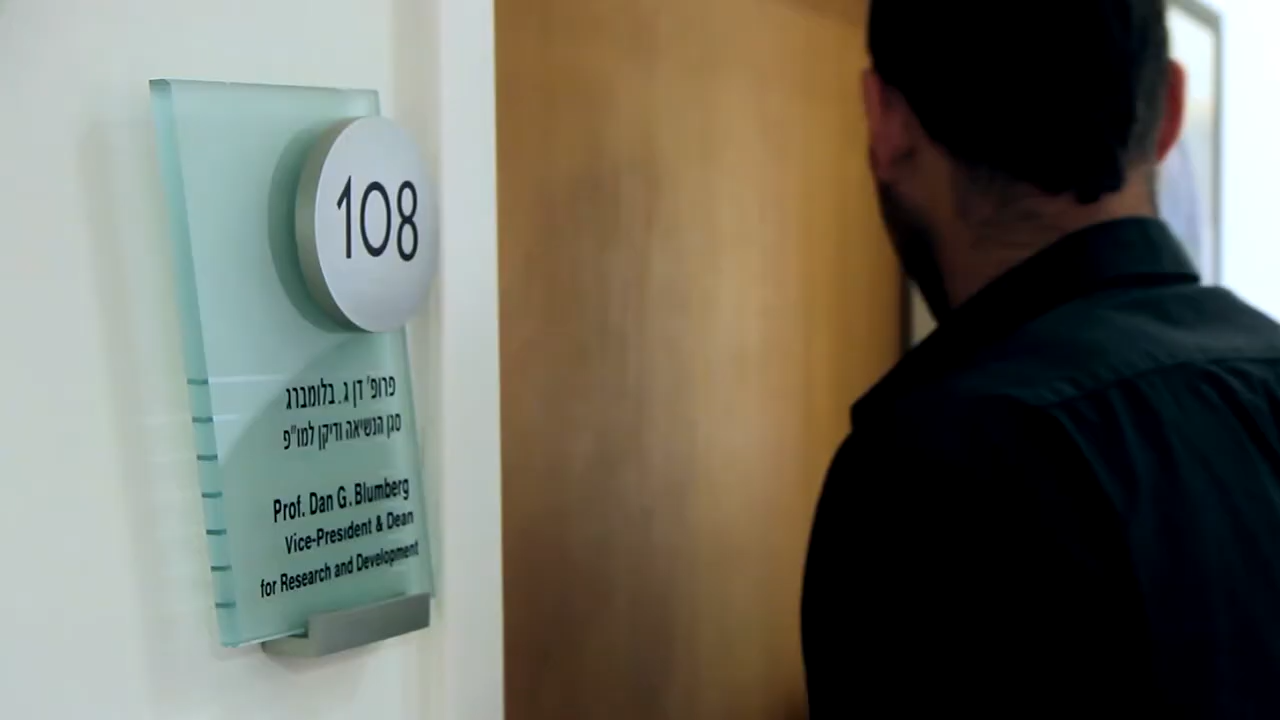 108
פרופ' דן ג. בלומברג
סגן הנשיאה ודיקן למו"פ
Prof. Dan G. Blumberg
Vice-President & Dean
for Research and Development